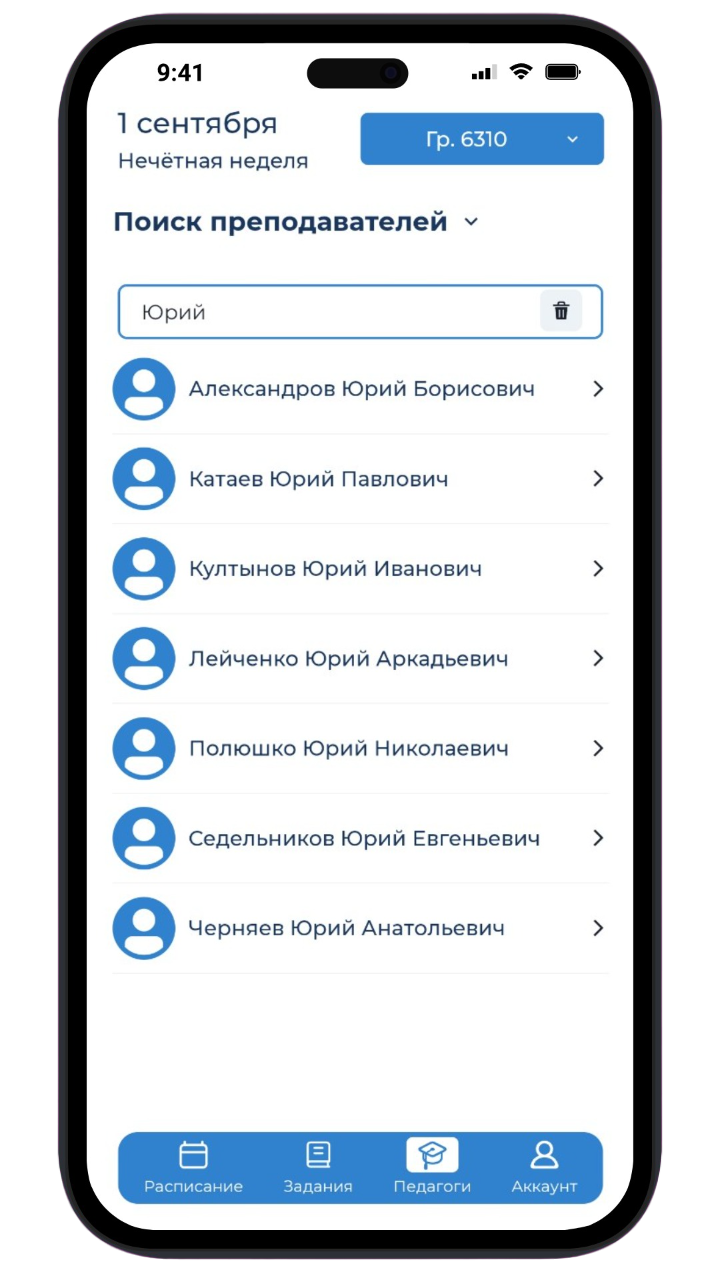 9:41
1 сентября
Нечётная неделя
Гр. 6310
Поиск преподавателей
Юрий
Александров Юрий Борисович
Катаев Юрий Павлович
Култынов Юрий Иванович
Лейченко Юрий Аркадьевич
Полюшко Юрий Николаевич
Седельников Юрий Евгеньевич
Черняев Юрий Анатольевич
Расписание
Задания
Педагоги
Аккаунт